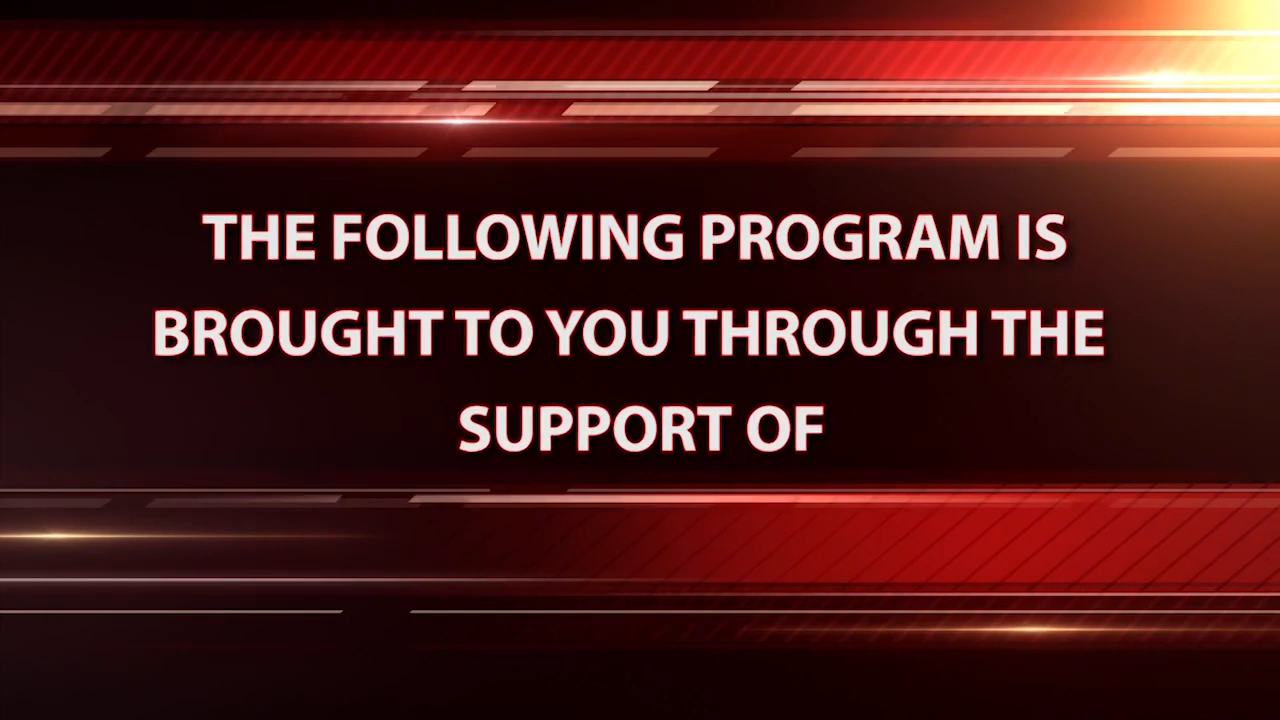 THE FOLLOWING PROGRAM IS
BROUGHT TO YOU THROUGH THE
SUPPORT OF